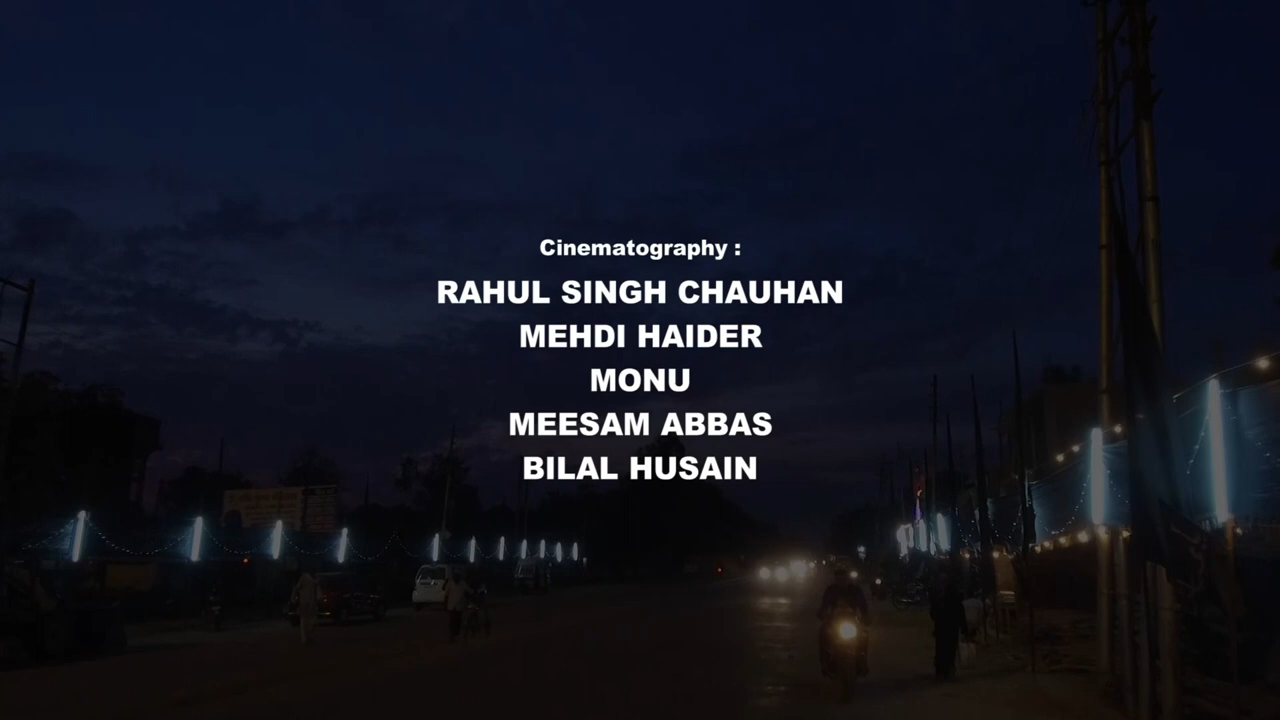 Cinematography :
RAHUL SINGH CHAUHAN
MEHDI HAIDER
MONU
MEESAM ABBAS
BILAL HUSAIN